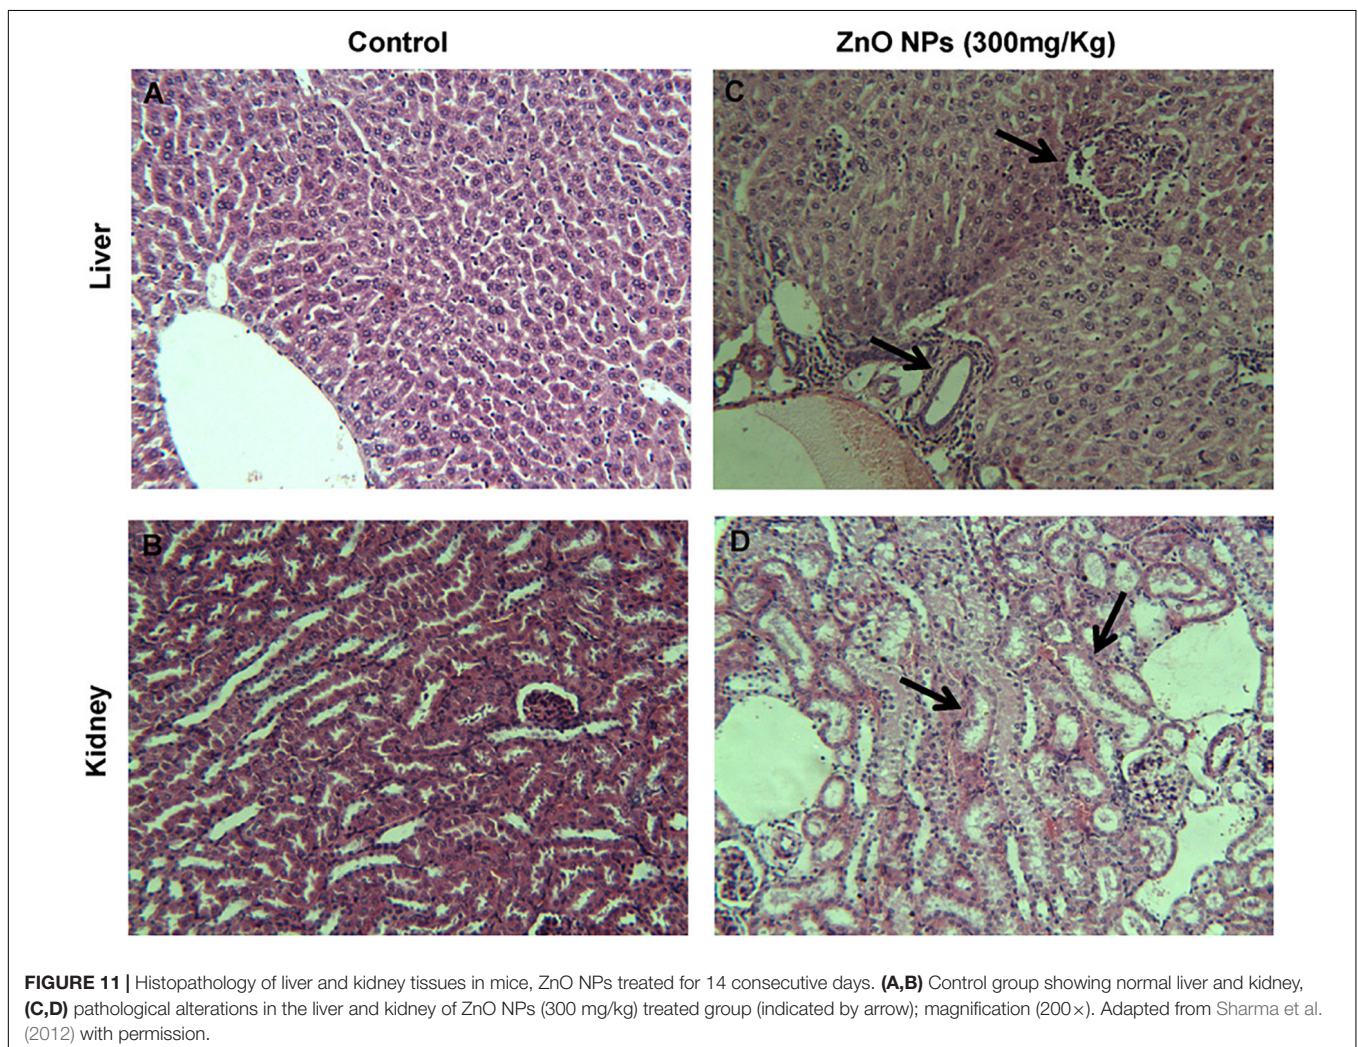 Control
ZnO NPs (300mg/Kg)
A
C
Liver
B
D
Kidney
FIGURE 11 | Histopathology of liver and kidney tissues in mice, ZnO NPs treated for 14 consecutive days. (A,B) Control group showing normal liver and kidney,
(C,D) pathological alterations in the liver and kidney of ZnO NPs (300 mg/kg) treated group (indicated by arrow); magnification (200×). Adapted from Sharma et al.
(2012) with permission.